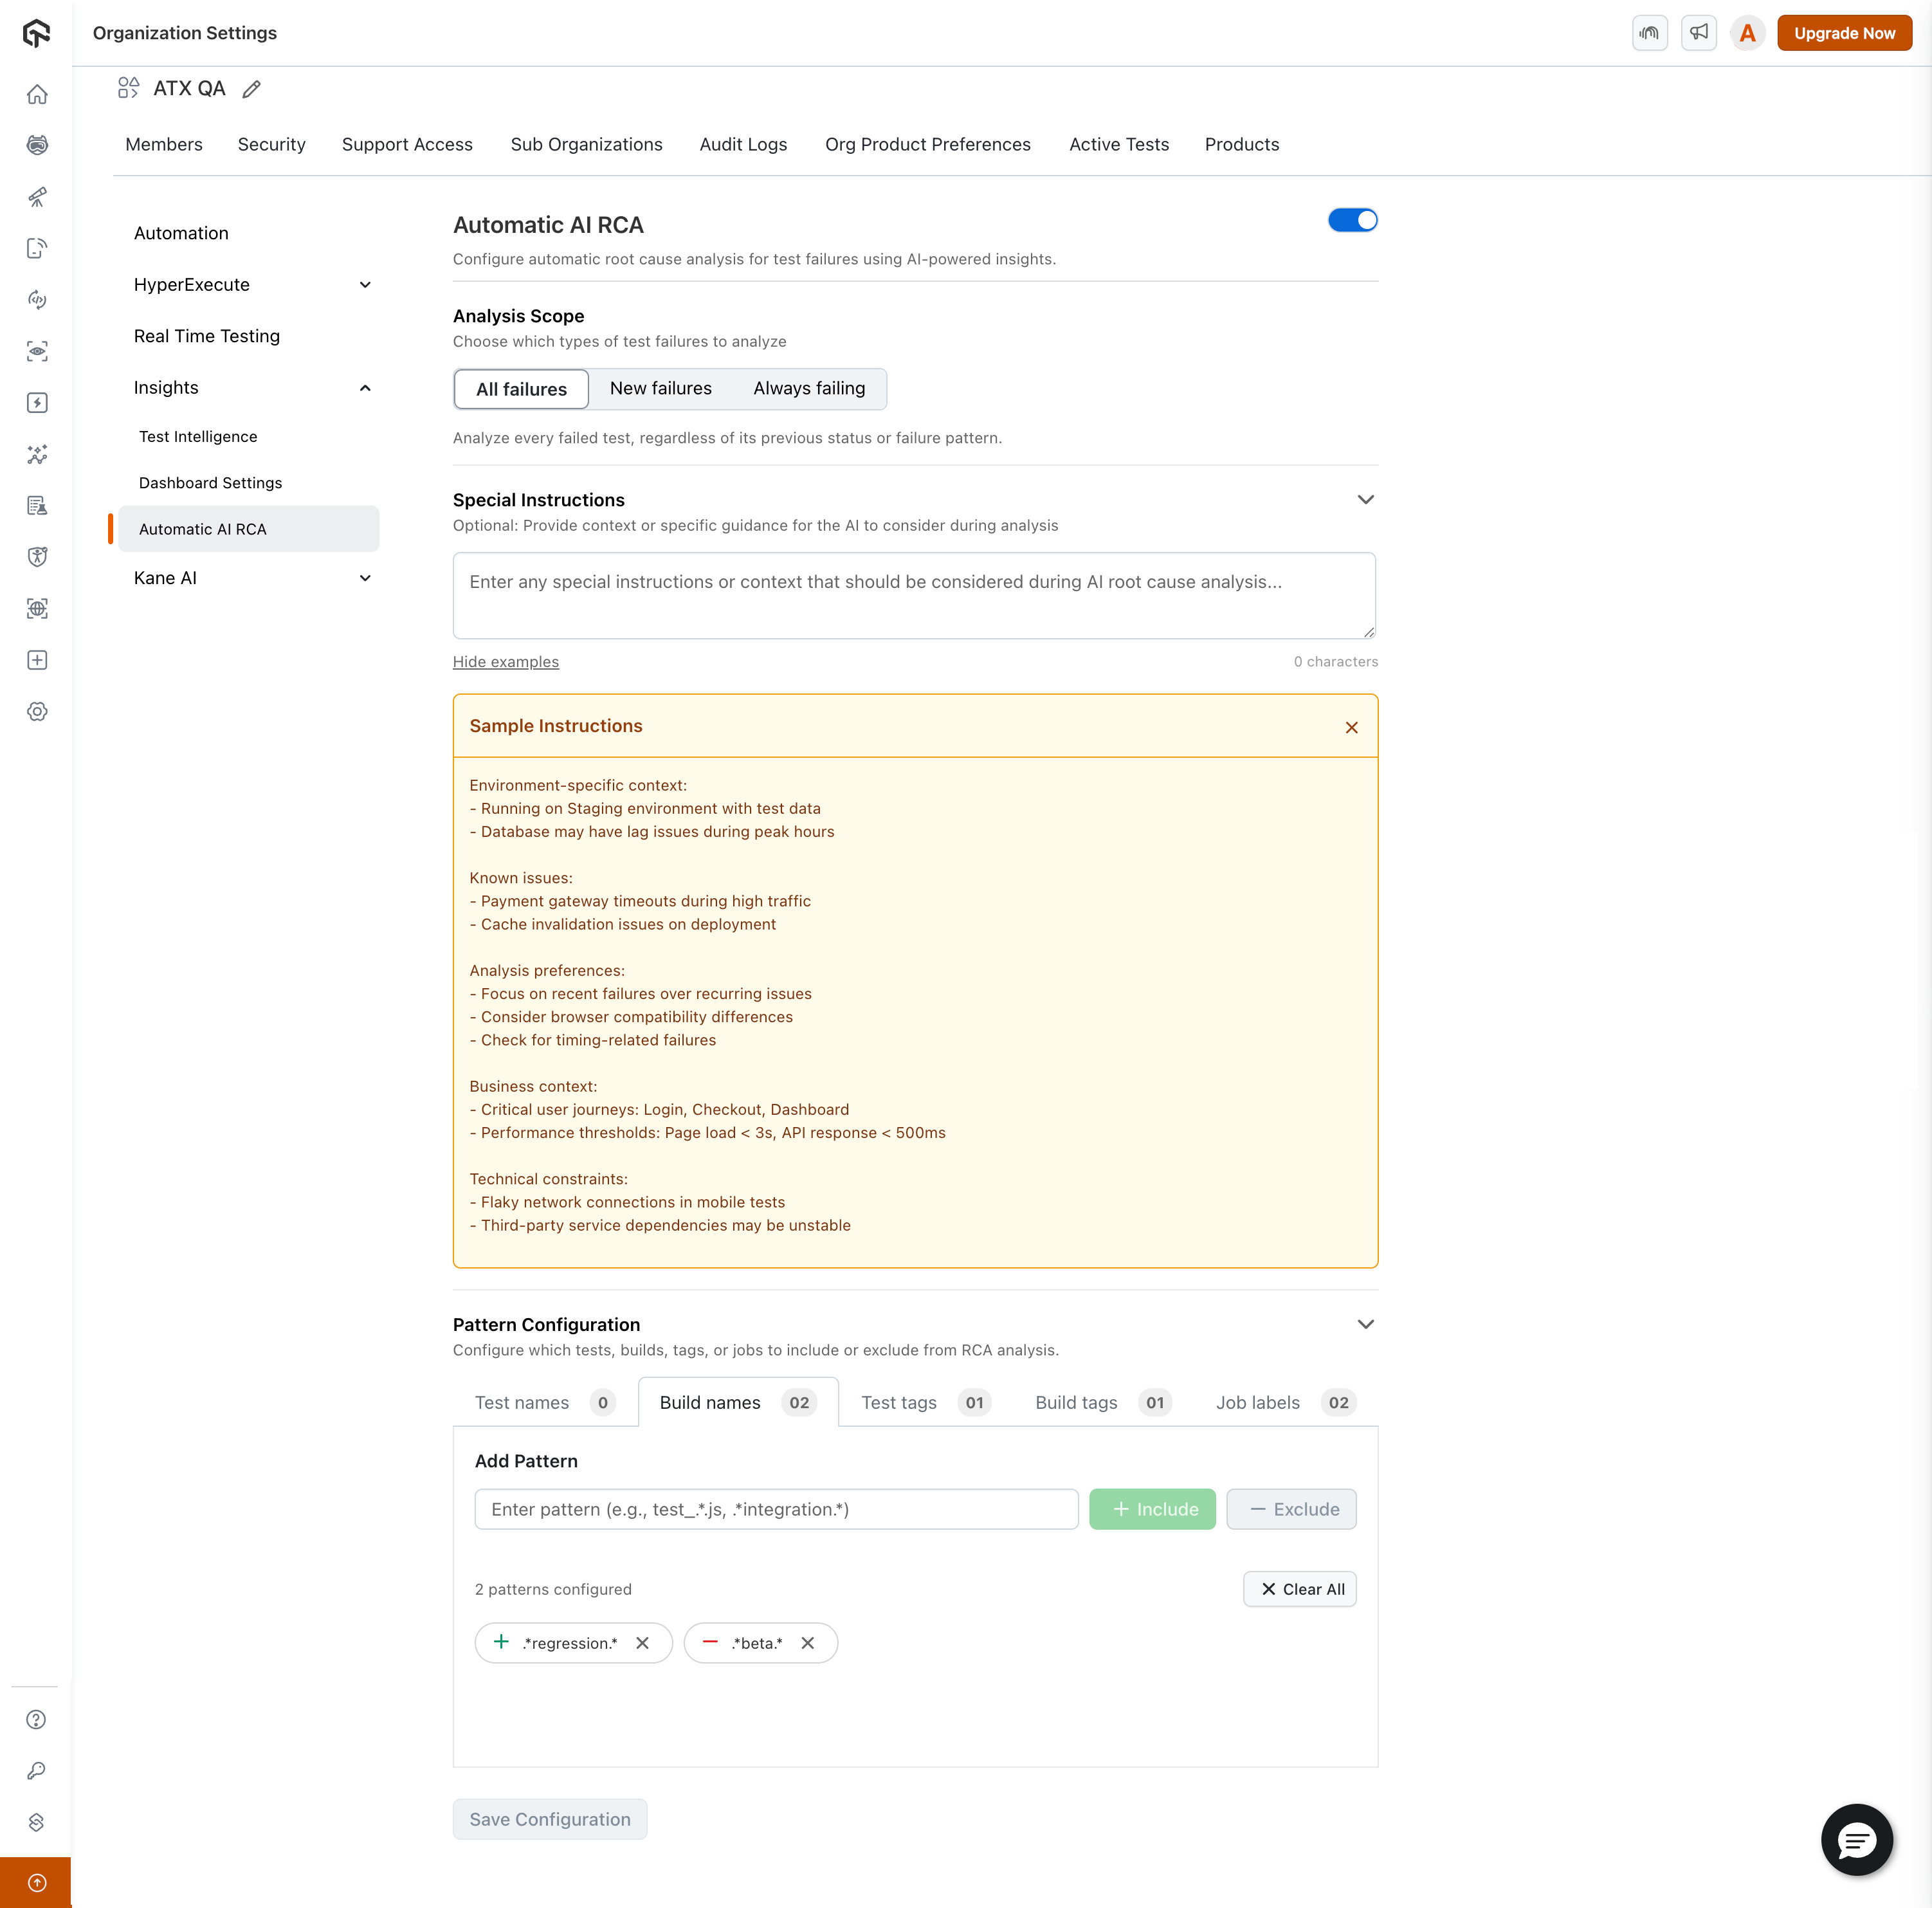 Organization Settings
A
Upgrade Now
ATX QA
Members Security Support Access Sub Organizations Audit Logs Org Product Preferences Active Tests Products
Automation
HyperExecute
Real Time Testing
Insights
Test Intelligence
Dashboard Settings
Automatic AI RCA
Kane AI
Automatic AI RCA
Configure automatic root cause analysis for test failures using AI-powered insights.
Analysis Scope
Choose which types of test failures to analyze
All failures New failures Always failing
Analyze every failed test, regardless of its previous status or failure pattern.
Special Instructions
Optional: Provide context or specific guidance for the AI to consider during analysis
Enter any special instructions or context that should be considered during AI root cause analysis...
Hide examples 0 characters
Sample Instructions
Environment-specific context:
- Running on Staging environment with test data
- Database may have lag issues during peak hours
Known issues:
- Payment gateway timeouts during high traffic
- Cache invalidation issues on deployment
Analysis preferences:
- Focus on recent failures over recurring issues
- Consider browser compatibility differences
- Check for timing-related failures
Business context:
- Critical user journeys: Login, Checkout, Dashboard
- Performance thresholds: Page load < 3s, API response < 500ms
Technical constraints:
- Flaky network connections in mobile tests
- Third-party service dependencies may be unstable
Pattern Configuration
Configure which tests, builds, tags, or jobs to include or exclude from RCA analysis.
Test names 0 Build names 02 Test tags 01 Build tags 01 Job labels 02
Add Pattern
Enter pattern (e.g., test_.*.js, .*integration.*) + Include − Exclude
2 patterns configured Clear All
+ .*regression.* − .*beta.*
Save Configuration